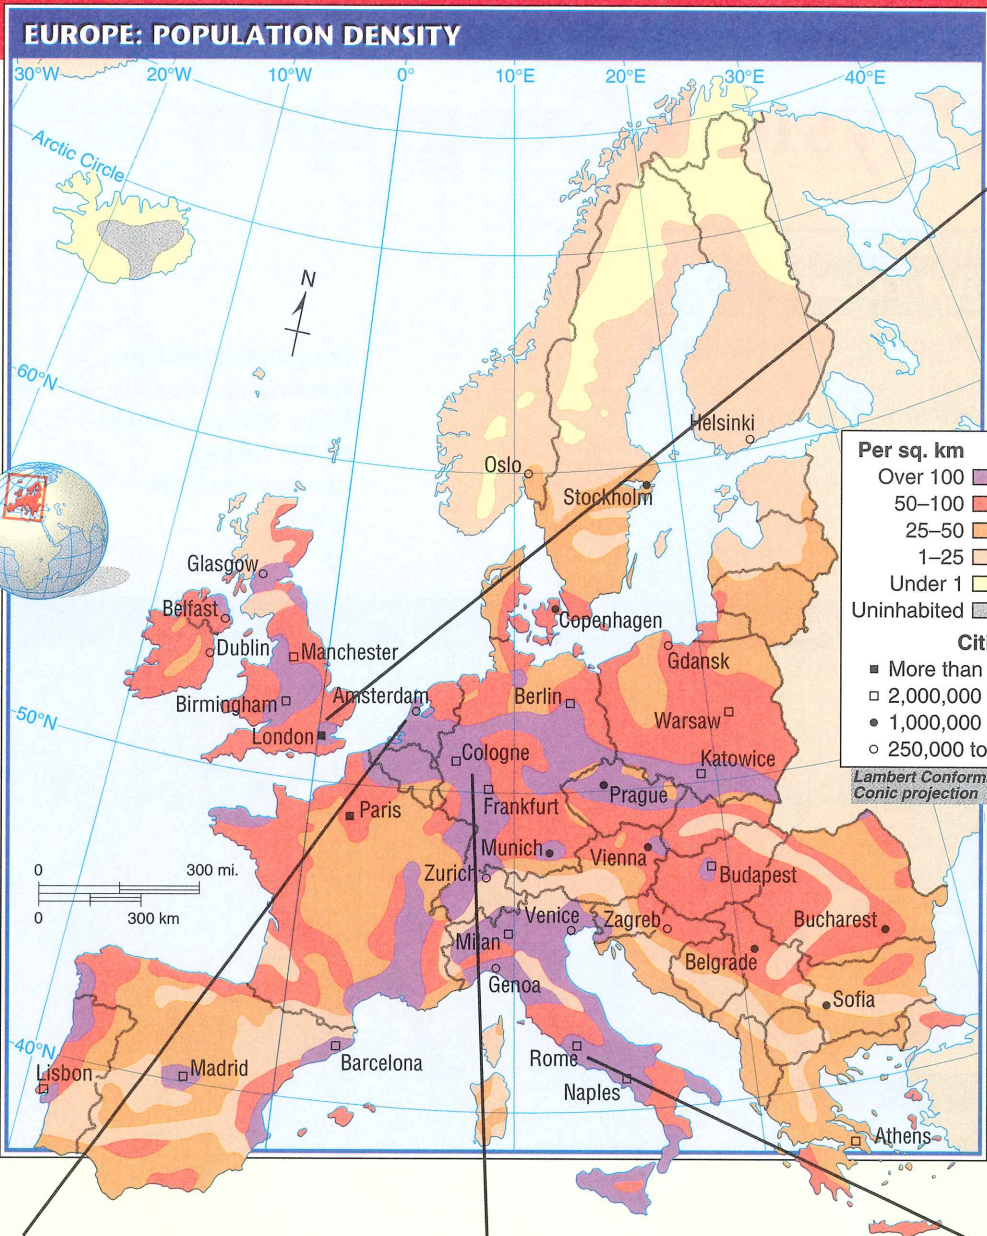 EUROPE: POPULATION DENSITY
30°W
20°W
10°W
0°
10°E
20°E
30°E
40°E
Arctic Circle
N
60°N
Helsinki
Oslo
Stockholm
Per sq. km
Over 100
50–100
25–50
1–25
Under 1
Uninhabited
Glasgow
Belfast
Dublin
Manchester
Copenhagen
Gdansk
Citi
More than
2,000,000
1,000,000
250,000 to
Birmingham
Amsterdam
Berlin
Warsaw
50°N
London
Cologne
Katowice
Lambert Conform
Conic projection
Paris
Frankfurt
Prague
Munich
Vienna
Zurich
Budapest
0
300 mi.
0
300 km
Venice
Zagreb
Bucharest
Milan
Belgrade
Genoa
Sofia
40°N
Lisbon
Madrid
Barcelona
Rome
Naples
Athens